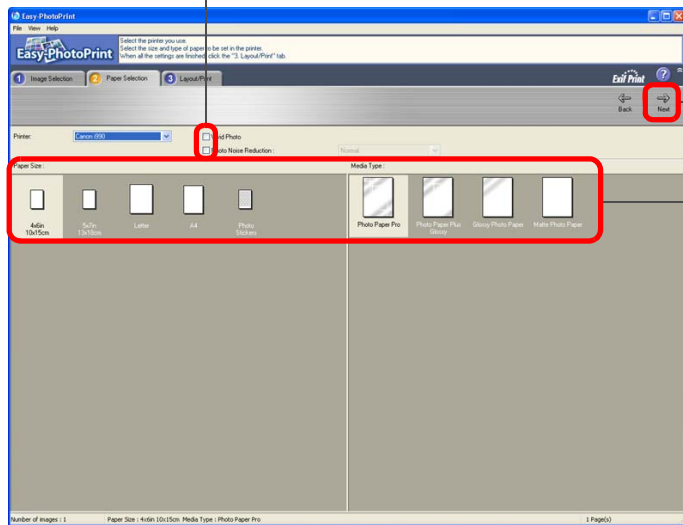 Easy-PhotoPrint
File View Help
Easy-PhotoPrint
Select the printer you use.
Select the size and type of paper to be set in the printer.
When all the settings are finished, click the "3. Layout/Print" tab.
1 Image Selection
2 Paper Selection
3 Layout/Print
Exif Print
?
Back
Next
Printer:
Canon i990
Vivid Photo
Photo Noise Reduction :
Normal
Paper Size :
4x6in
10x15cm
5x7in
13x18cm
Letter
A4
Photo
Stickers
Media Type :
Photo Paper Pro
Photo Paper Plus
Glossy
Glossy Photo Paper
Matte Photo Paper
Number of images : 1
Paper Size : 4x6in 10x15cm Media Type : Photo Paper Pro
1 Page(s)